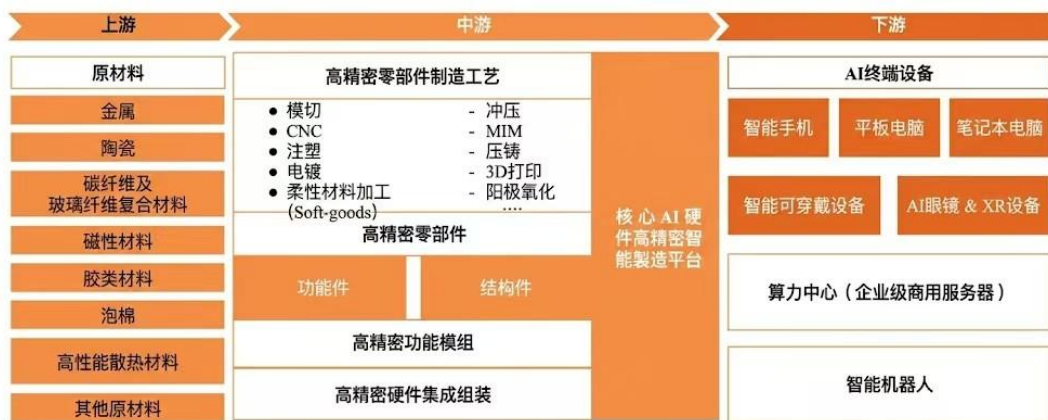 上游
中游
下游
原材料
金属
陶瓷
碳纤维及
玻璃纤维复合材料
磁性材料
胶类材料
泡棉
高性能散热材料
其他原材料
高精密零部件制造工艺
● 模切
● CNC
● 注塑
● 电镀
● 柔性材料加工
(Soft-goods)
- 冲压
- MIM
- 压铸
- 3D打印
- 阳极氧化
....
高精密零部件
功能件
结构件
高精密功能模组
高精密硬件集成组装
核心AI硬
件高精密智
能製造平台
AI终端设备
智能手机
平板电脑
笔记本电脑
智能可穿戴设备
AI眼镜 & XR设备
算力中心（企业级商用服务器）
智能机器人